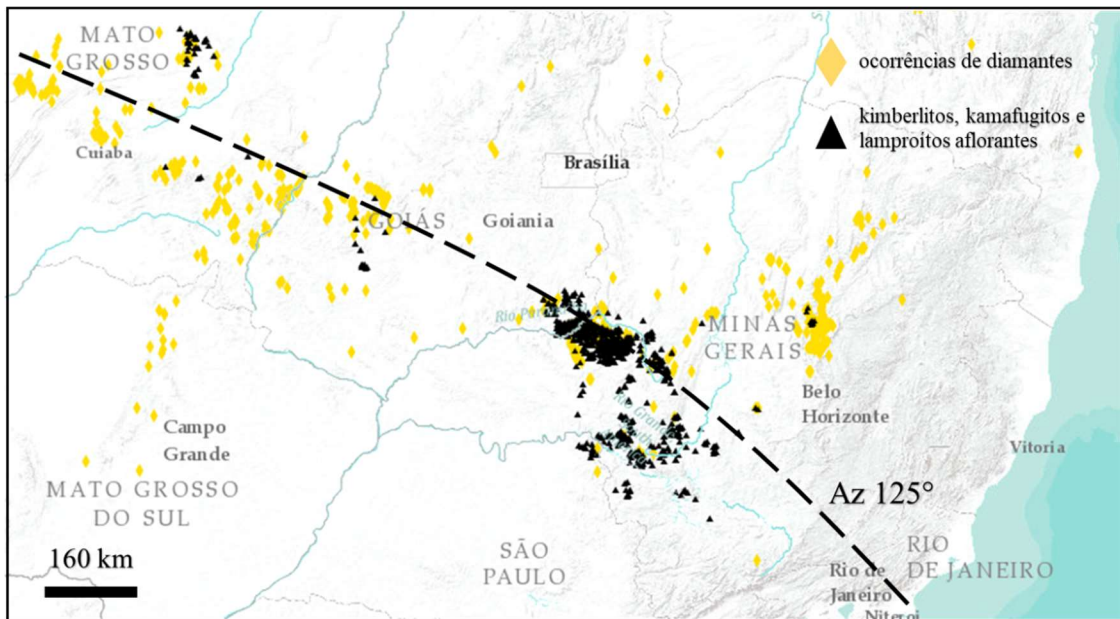 MATO
GROSSO
ocorrências de diamantes
kimberlitos, kamafugitos e
lamproitos aflorantes
Cuiaba
Brasília
GOIÁS
Goiania
MINAS
GERAIS
Belo
Horizonte
Campo
Grande
Vitoria
MATO GROSSO
DO SUL
Az 125°
160 km
SÃO
PAULO
RIO
DE JANEIRO
Rio de
Janeiro
Niteroi